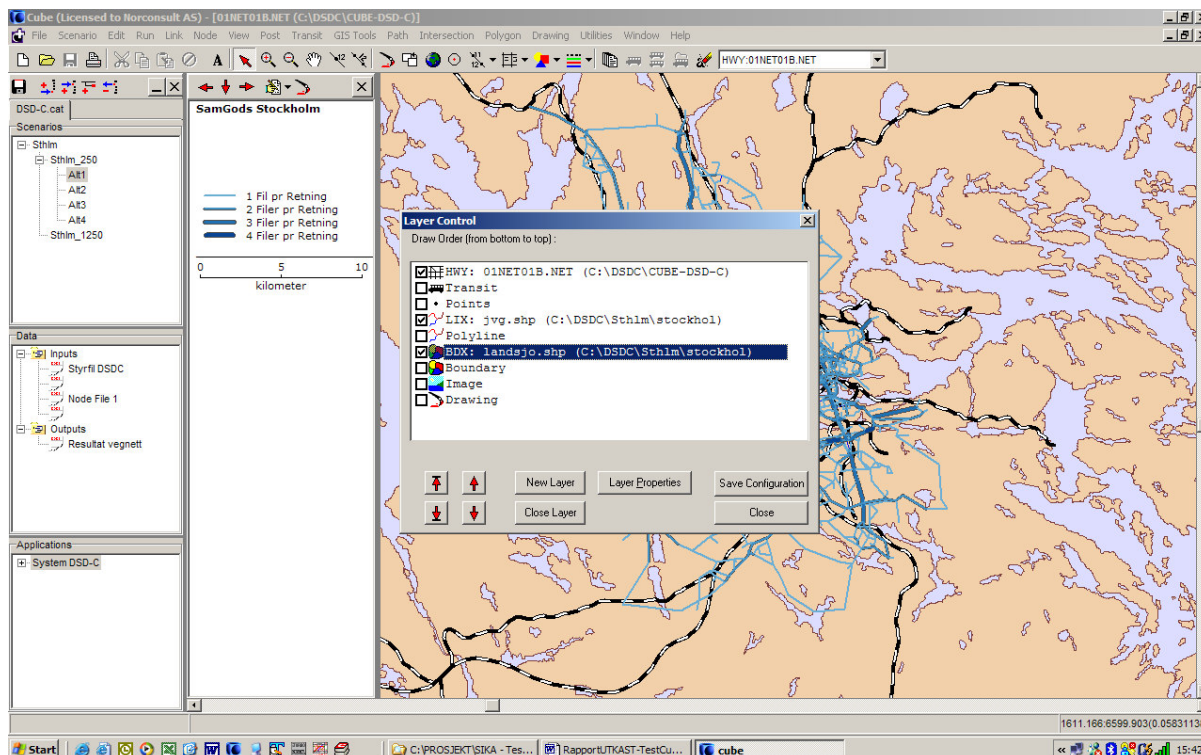 Cube (Licensed to Norconsult AS) - [01NET01B.NET (C:\DSDC\CUBE-DSD-C)]
File Scenario Edit Run Link Node View Post Transit GIS Tools Path Intersection Polygon Drawing Utilities Window Help
HWY:01NET01B.NET
DSD-C.cat
Scenarios
Sthlm
Sthlm_250
Alt1
Alt2
Alt3
Alt4
Sthlm_1250
Data
Inputs
Styrfil DSDC
Node File 1
Outputs
Resultat vegnett
Applications
System DSD-C
SamGods Stockholm
1 Fil pr Retning
2 Filer pr Retning
3 Filer pr Retning
4 Filer pr Retning
0 5 10
kilometer
Layer Control
Draw Order (from bottom to top) :
HWY: 01NET01B.NET (C:\DSDC\CUBE-DSD-C)
Transit
Points
LIX: jvg.shp (C:\DSDC\Sthlm\stockhol)
Polyline
BDX: landsjo.shp (C:\DSDC\Sthlm\stockhol)
Boundary
Image
Drawing
New Layer
Layer Properties
Save Configuration
Close Layer
Close
1611.166:6599.903(0.0583113
Start
C:\PROSJEKT\SIKA - Tes...
RapportUTKAST-TestCu...
cube